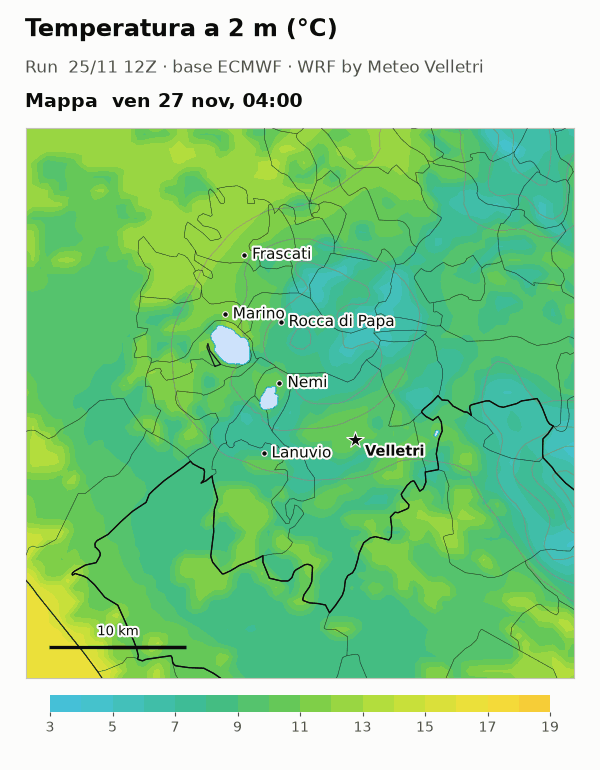 Temperatura a 2 m (°C)
Run  25/11 12Z · base ECMWF · WRF by Meteo Velletri
Mappa  ven 27 nov, 04:00
Frascati
Marino
Rocca di Papa
Nemi
Velletri
Lanuvio
10 km
3 5 7 9 11 13 15 17 19